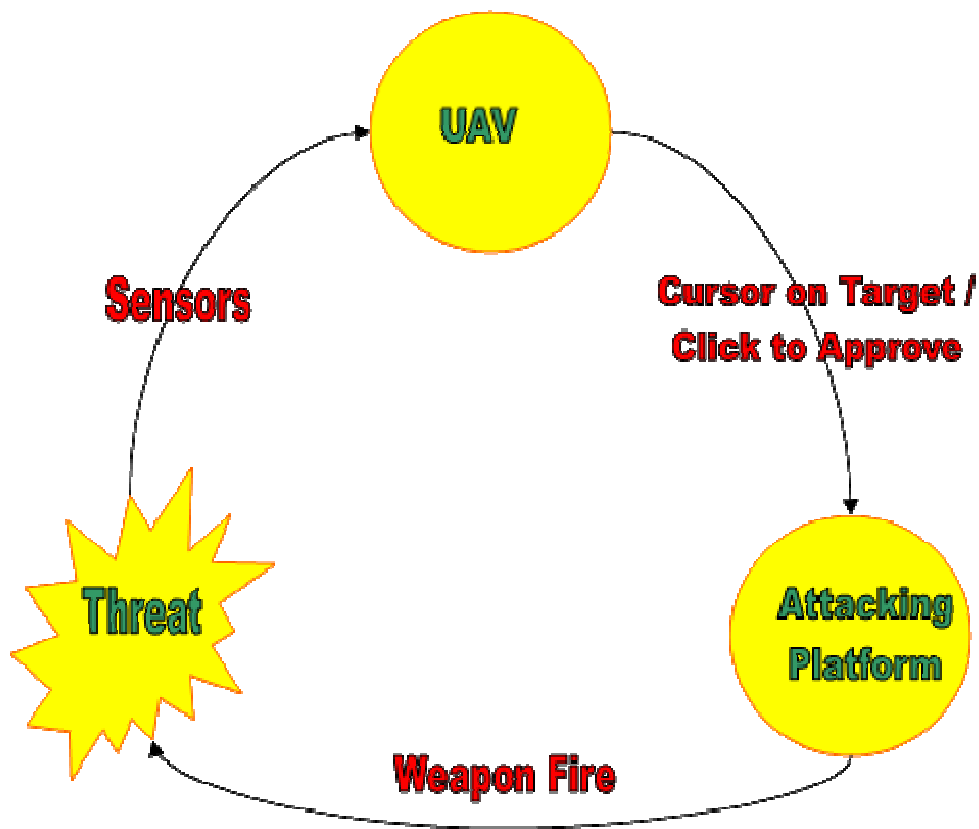 UAV
Sensors
Cursor on Target /
Click to Approve
Threat
Attacking
Platform
Weapon Fire